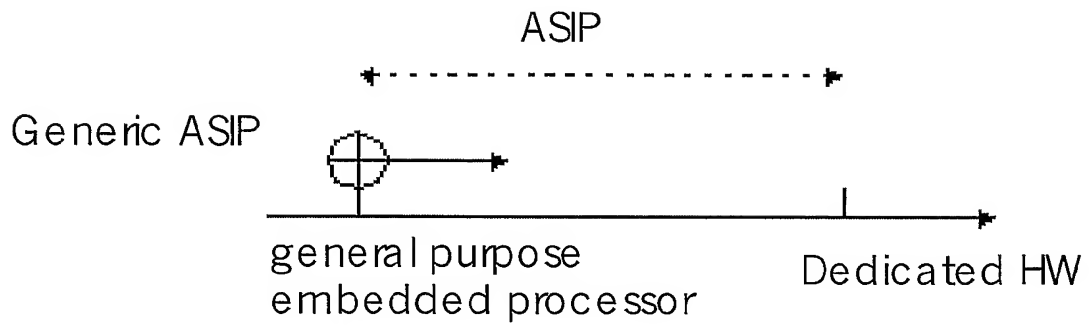 ASIP
Generic ASIP
general purpose
embedded processor
Dedicated HW